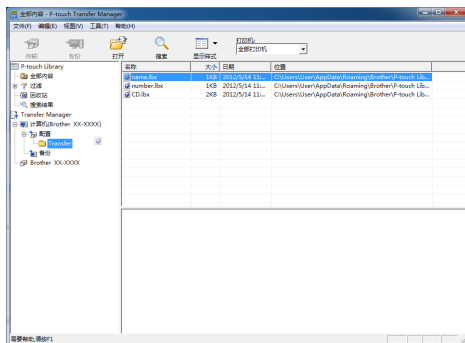 全部内容 - P-touch Transfer Manager
文件(F) 编辑(E) 视图(V) 工具(T) 帮助(H)
传输 备份 打开 搜索 显示样式 打印机: 全部打印机
P-touch Library
全部内容
过滤
回收站
搜索结果
Transfer Manager
计算机(Brother XX-XXXX)
配置
Transfer
备份
Brother XX-XXXX
名称 大小 日期 位置
name.lbx 1KB 2012/5/14 11:... C:\Users\User\AppData\Roaming\Brother\P-touch Lib...
number.lbx 1KB 2012/5/14 11:... C:\Users\User\AppData\Roaming\Brother\P-touch Lib...
CD.lbx 2KB 2012/5/14 11:... C:\Users\User\AppData\Roaming\Brother\P-touch Lib...
需要帮助,请按F1